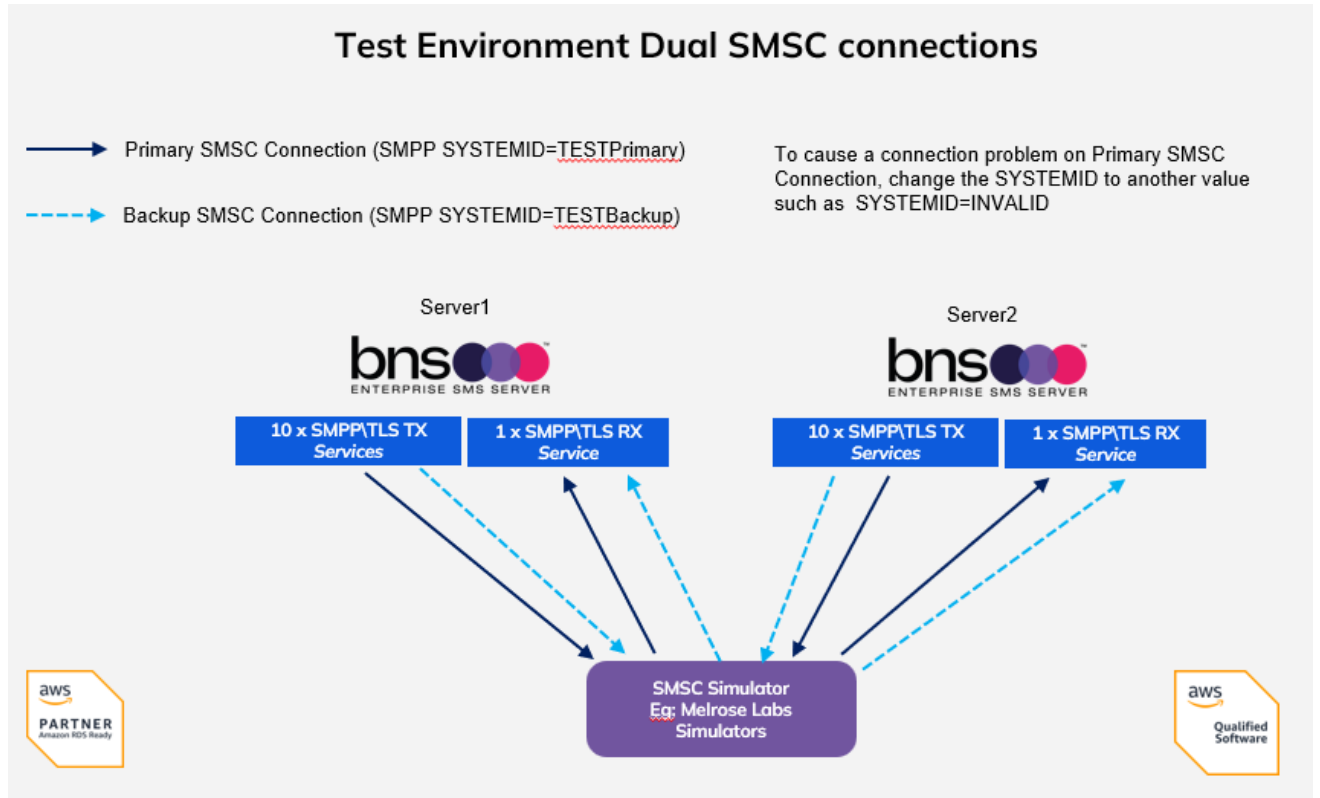 Test Environment Dual SMSC connections
Primary SMSC Connection (SMPP SYSTEMID=TESTPrimary)
To cause a connection problem on Primary SMSC
Connection, change the SYSTEMID to another value
such as SYSTEMID=INVALID
Backup SMSC Connection (SMPP SYSTEMID=TESTBackup)
Server1
bns
™
ENTERPRISE SMS SERVER
10 x SMPP\TLS TX
Services
1 x SMPP\TLS RX
Service
Server2
bns
™
ENTERPRISE SMS SERVER
10 x SMPP\TLS TX
Services
1 x SMPP\TLS RX
Service
SMSC Simulator
Eg: Melrose Labs
Simulators
aws
PARTNER
Amazon RDS Ready
aws
Qualified
Software